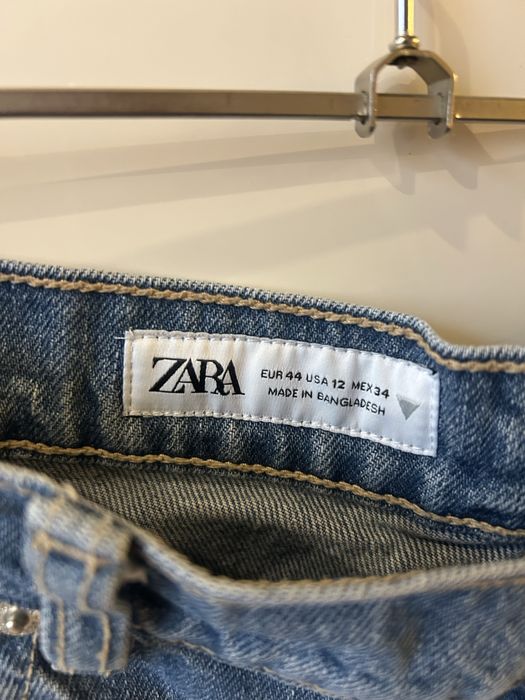 ZARA
EUR 44 USA 12 MEX 34
MADE IN BANGLADESH